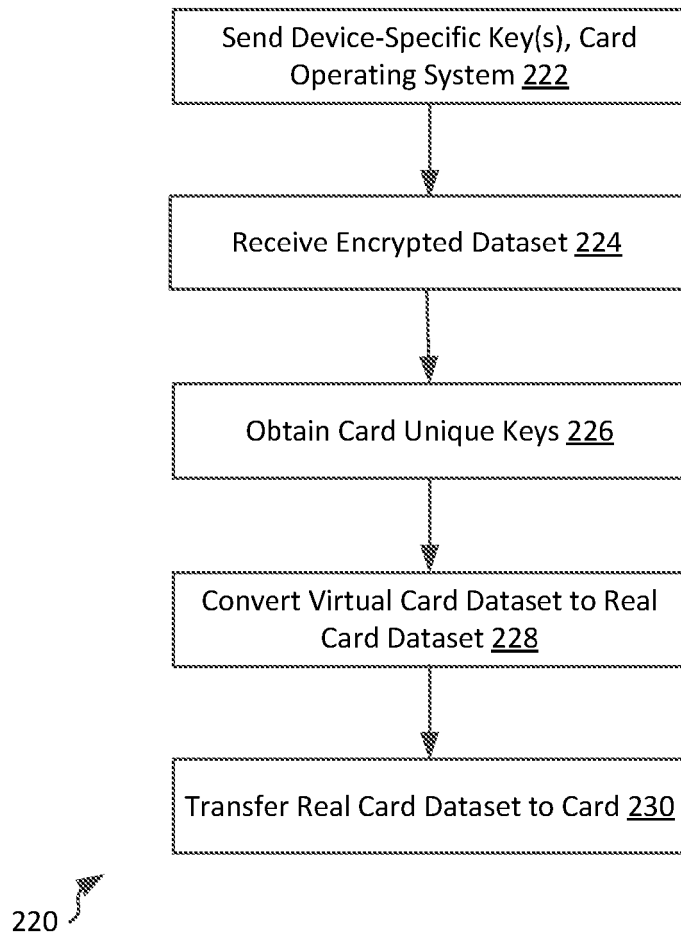 Send Device-Specific Key(s), Card
Operating System 222
Receive Encrypted Dataset 224
Obtain Card Unique Keys 226
Convert Virtual Card Dataset to Real
Card Dataset 228
Transfer Real Card Dataset to Card 230
220